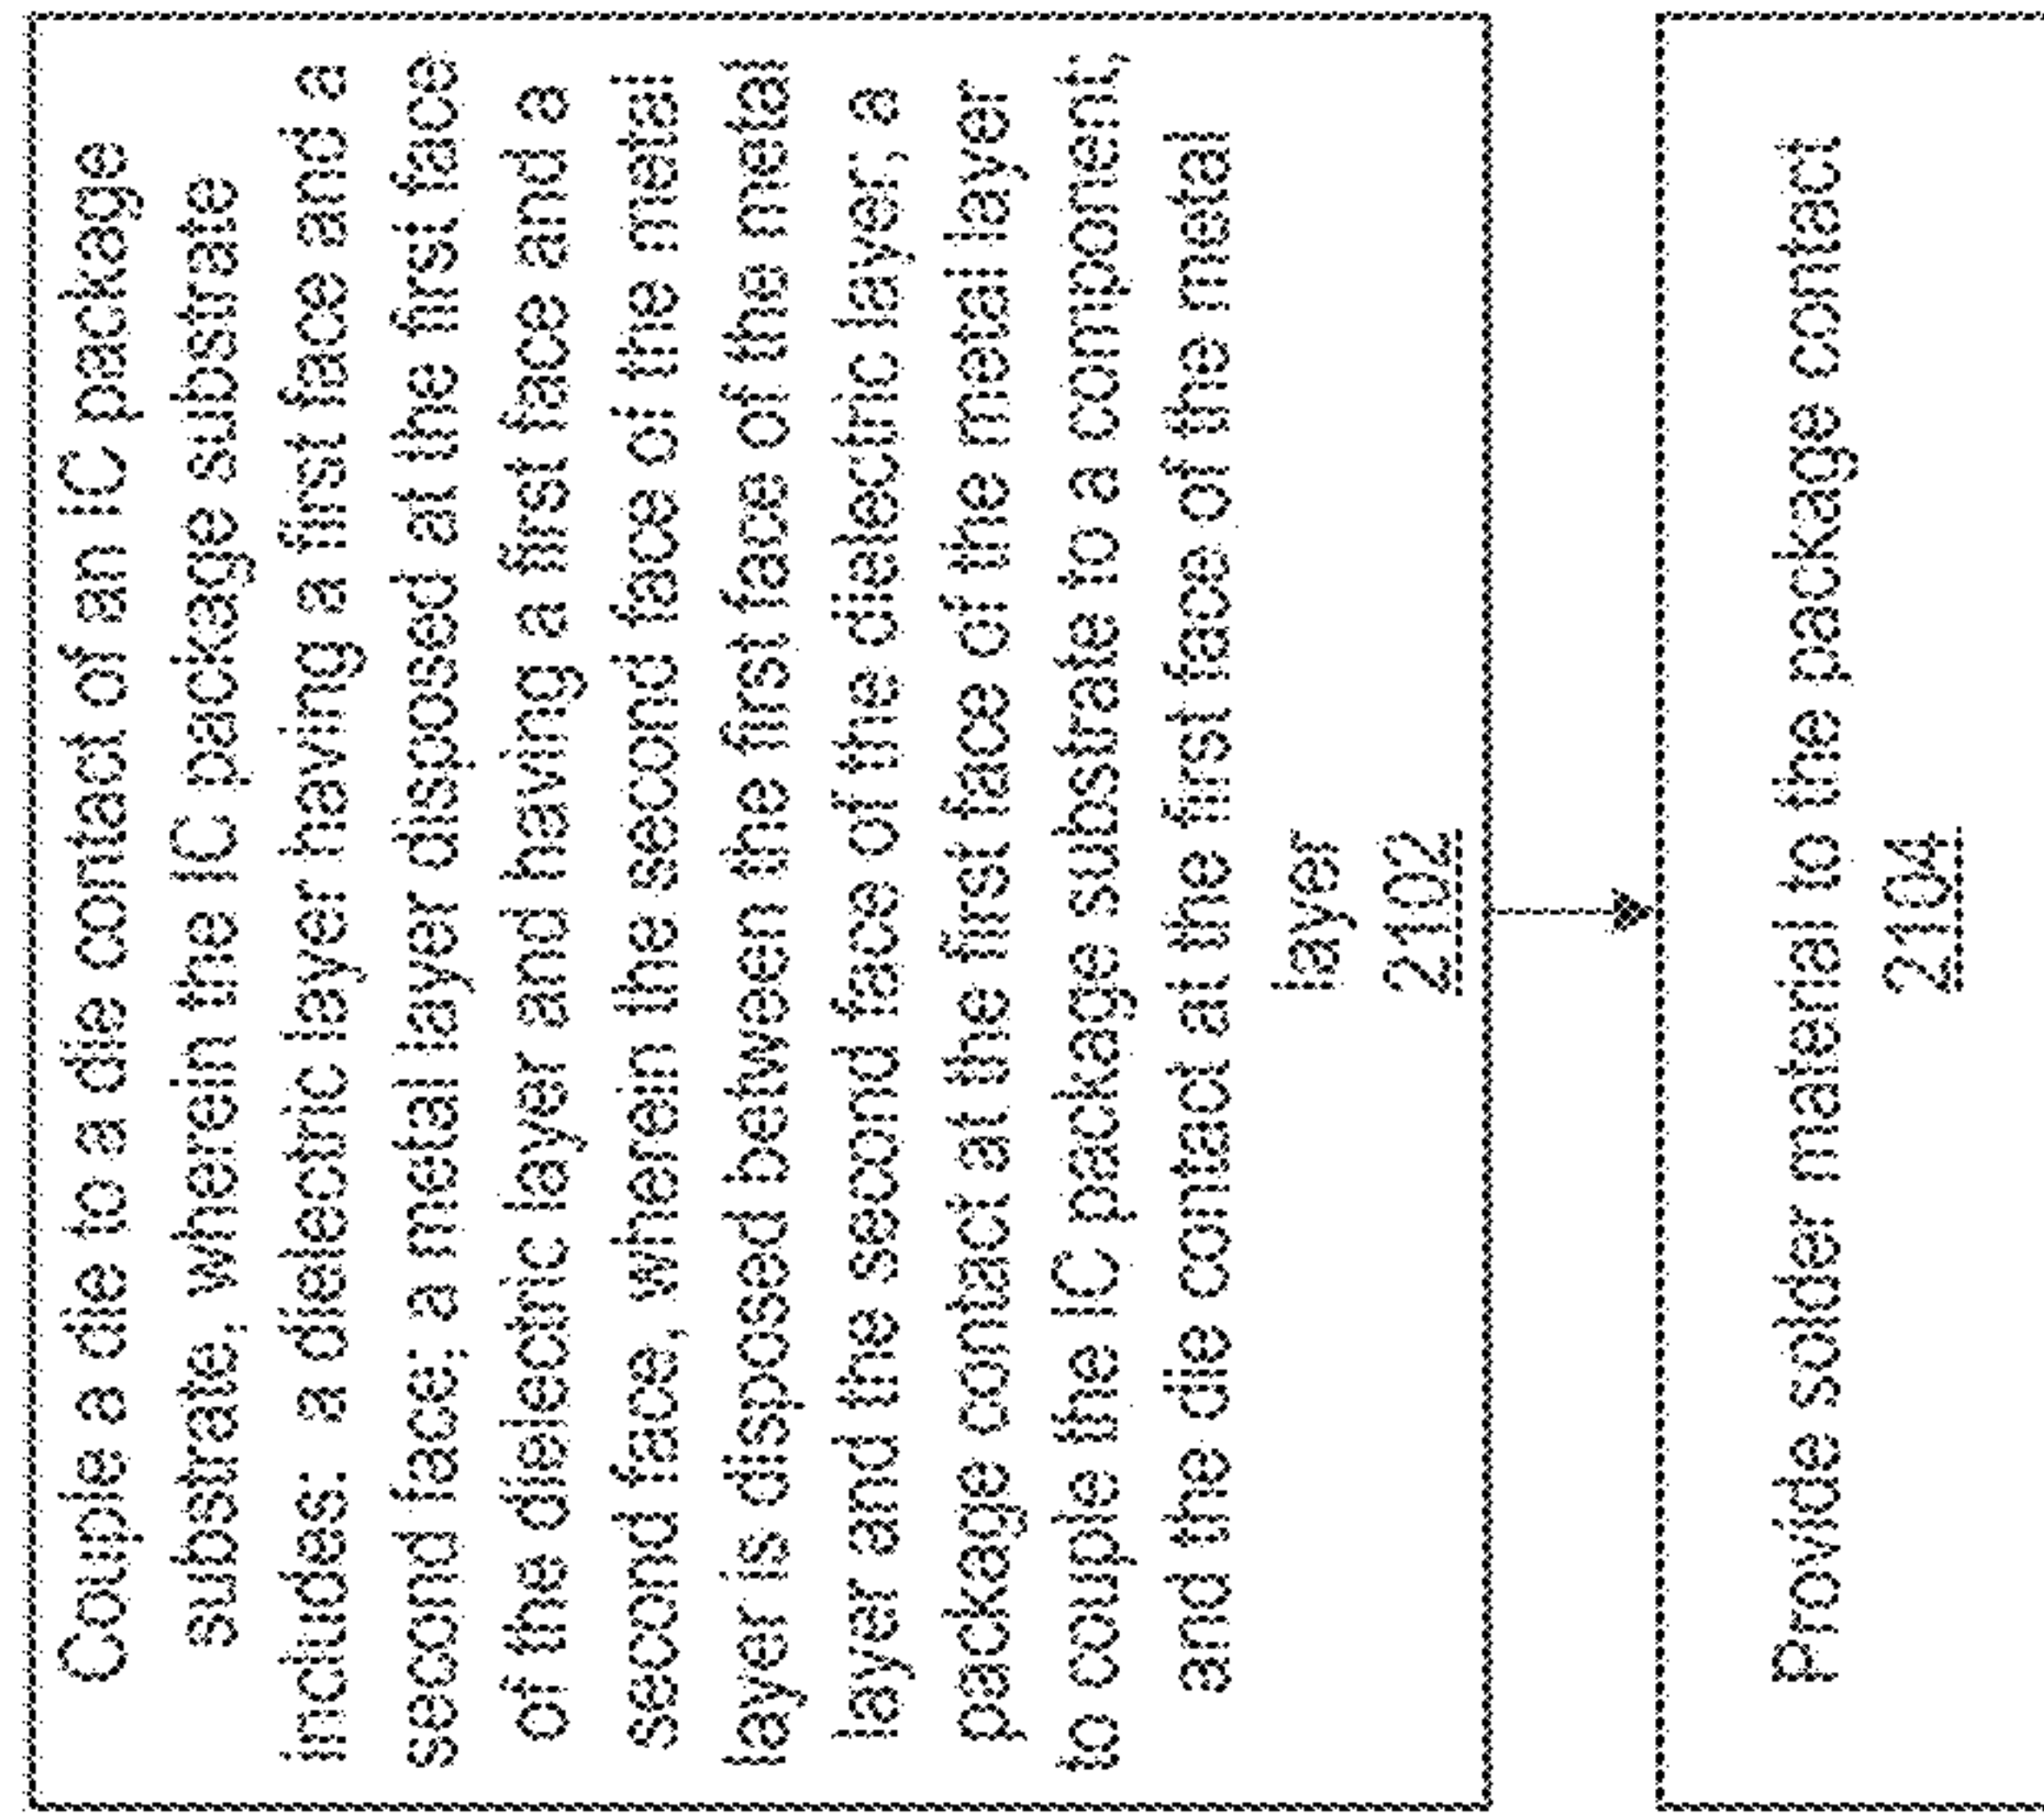 Couple a die to a die contact of an IC package
substrate, wherein the IC package substrate
includes: a dielectric layer having a first face and a
second face; a metal layer disposed at the first face
of the dielectric layer and having a first face and a
second face, wherein the second face of the metal
layer is disposed between the first face of the metal
layer and the second face of the dielectric layer; a
package contact at the first face of the metal layer
to couple the IC package substrate to a component;
and the die contact at the first face of the metal
layer
2102
Provide solder material to the package contact
2104